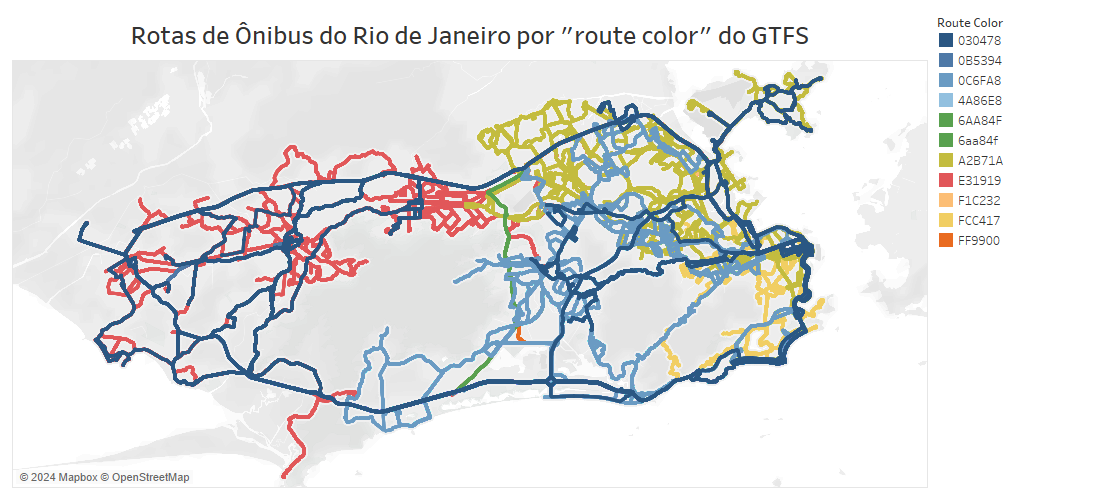 Rotas de Ônibus do Rio de Janeiro por "route color" do GTFS
Route Color
030478
0B5394
0C6FA8
4A86E8
6AA84F
6aa84f
A2B71A
E31919
F1C232
FCC417
FF9900
© 2024 Mapbox © OpenStreetMap